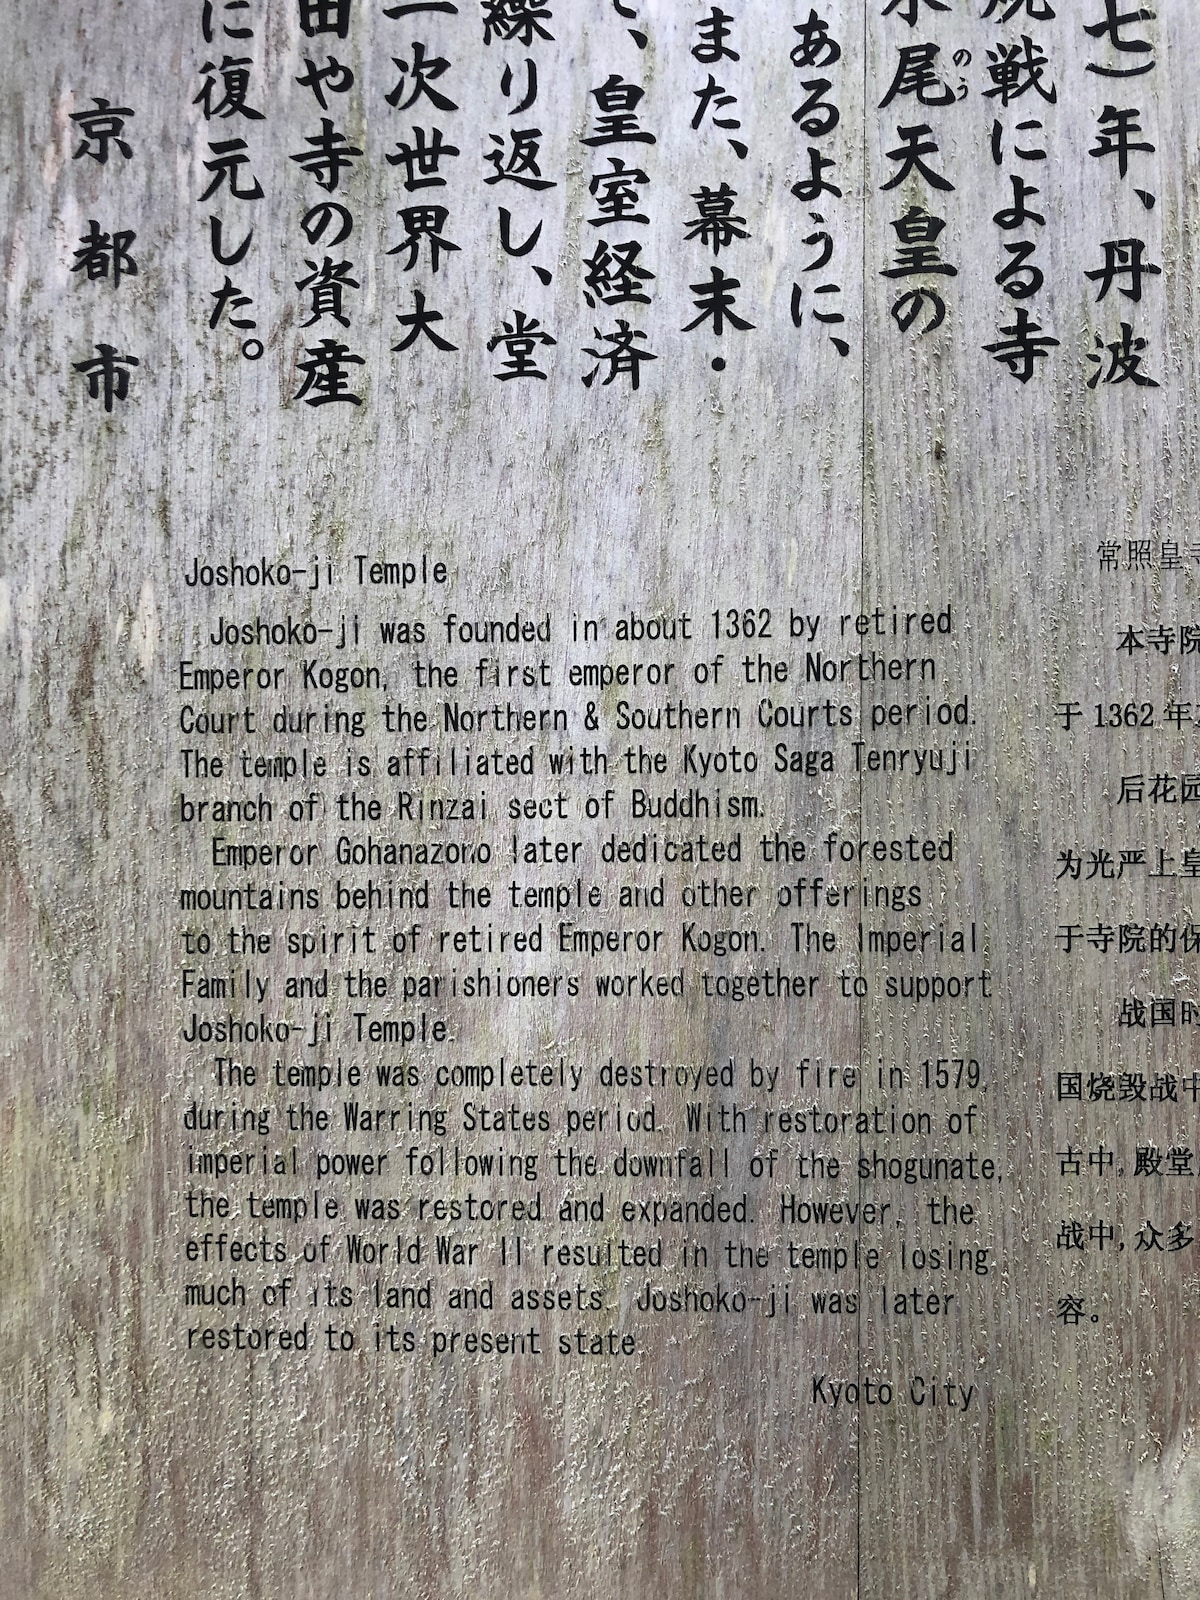 七）年、丹波
焼戦による寺
水尾天皇の
のう
あるように、
また、幕末・
、皇室経済
繰り返し、堂
一次世界大
田や寺の資産
に復元した。
京都市
Joshoko-ji Temple
Joshoko-ji was founded in about 1362 by retired
Emperor Kogon, the first emperor of the Northern
Court during the Northern & Southern Courts period.
The temple is affiliated with the Kyoto Saga Tenryuji
branch of the Rinzai sect of Buddhism.
Emperor Gohanazono later dedicated the forested
mountains behind the temple and other offerings
to the spirit of retired Emperor Kogon. The Imperial
Family and the parishioners worked together to support
Joshoko-ji Temple.
The temple was completely destroyed by fire in 1579,
during the Warring States period. With restoration of
imperial power following the downfall of the shogunate,
the temple was restored and expanded. However, the
effects of World War II resulted in the temple losing
much of its land and assets. Joshoko-ji was later
restored to its present state
Kyoto City
常照皇寺
本寺院
于 1362 年
后花园
为光严上皇
于寺院的保
战国时
国烧毁战中
古中,殿堂
战中,众多
容。